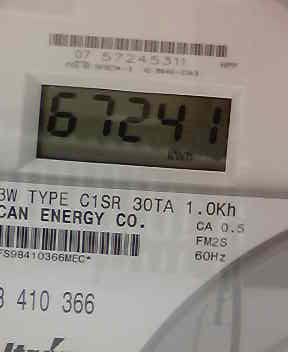 07 57245311
67241
KWH
3W TYPE C1SR 30TA 1.0Kh
CAN ENERGY CO.
CA 0.5
FM2S
FS98410366MEC*
60Hz
410 366